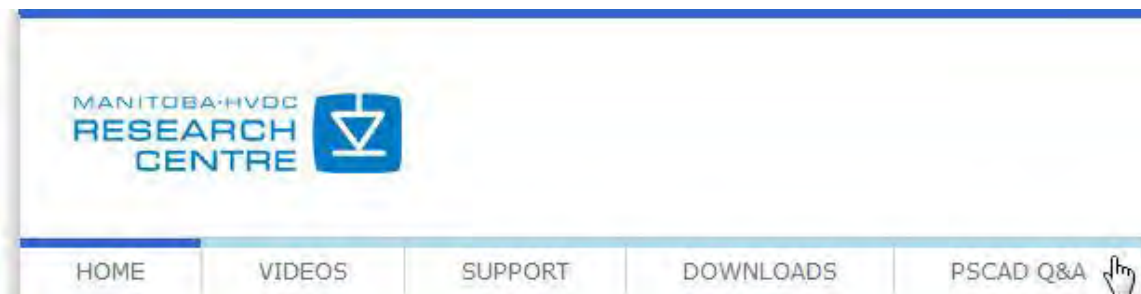 MANITOBA·HVDC
RESEARCH
CENTRE
HOME VIDEOS SUPPORT DOWNLOADS PSCAD Q&A